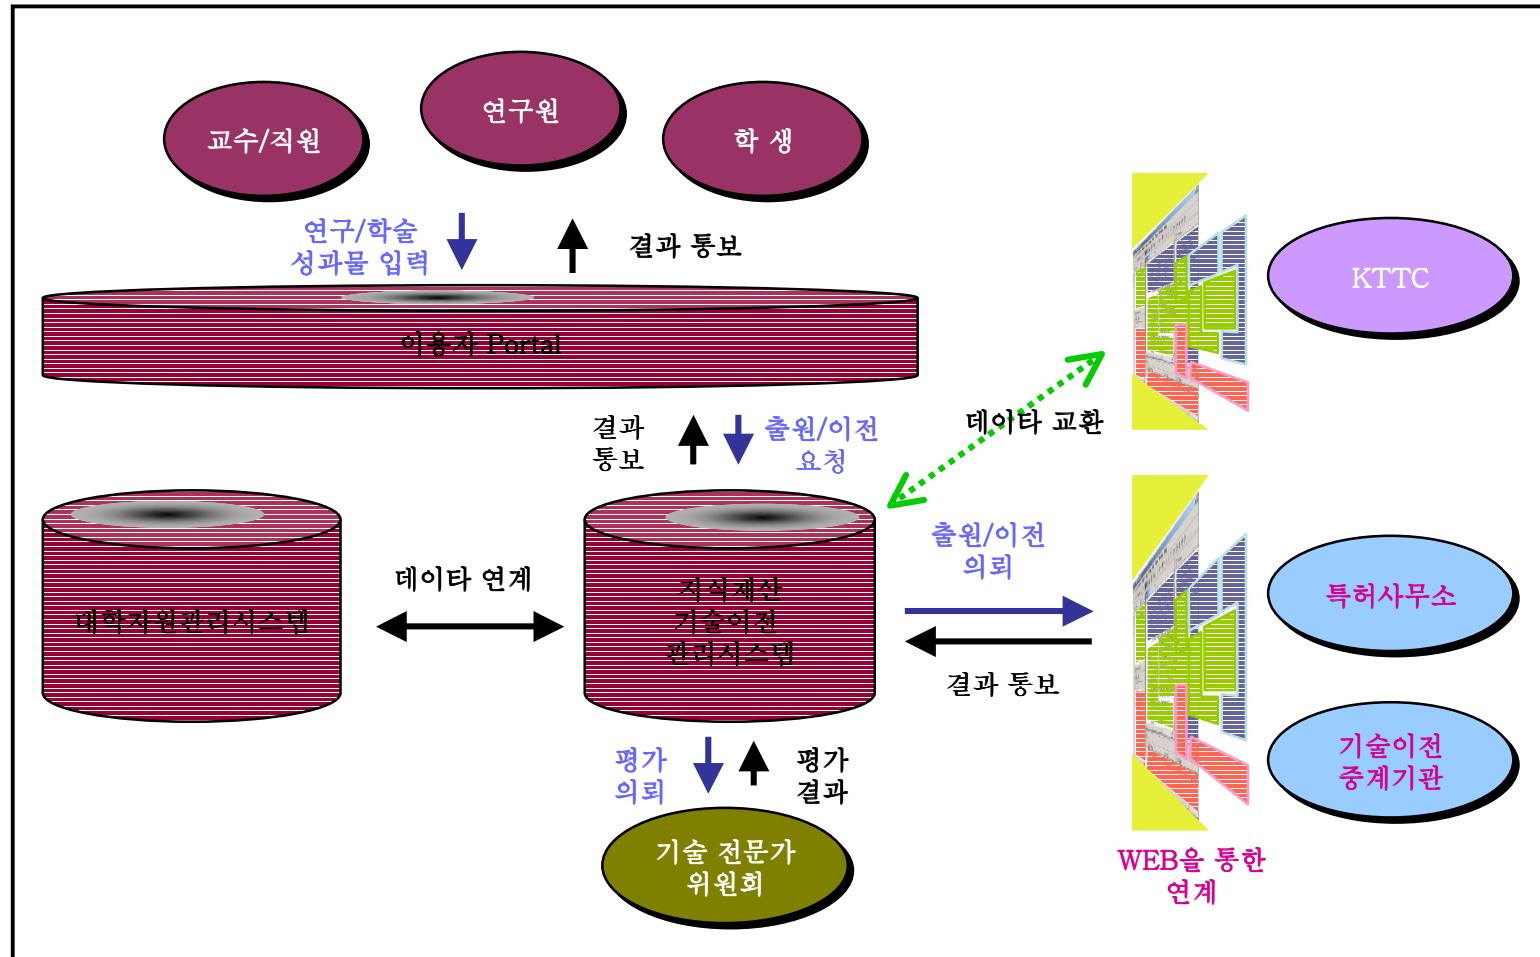 교수/직원
연구원
학 생
연구/학술
성과물 입력
결과 통보
이용자 Portal
KTTC
결과
통보
출원/이전
요청
데이타 교환
대학자원관리시스템
데이타 연계
지식재산
기술이전
관리시스템
출원/이전
의뢰
결과 통보
특허사무소
기술이전
중계기관
평가
의뢰
평가
결과
기술 전문가
위원회
WEB을 통한
연계